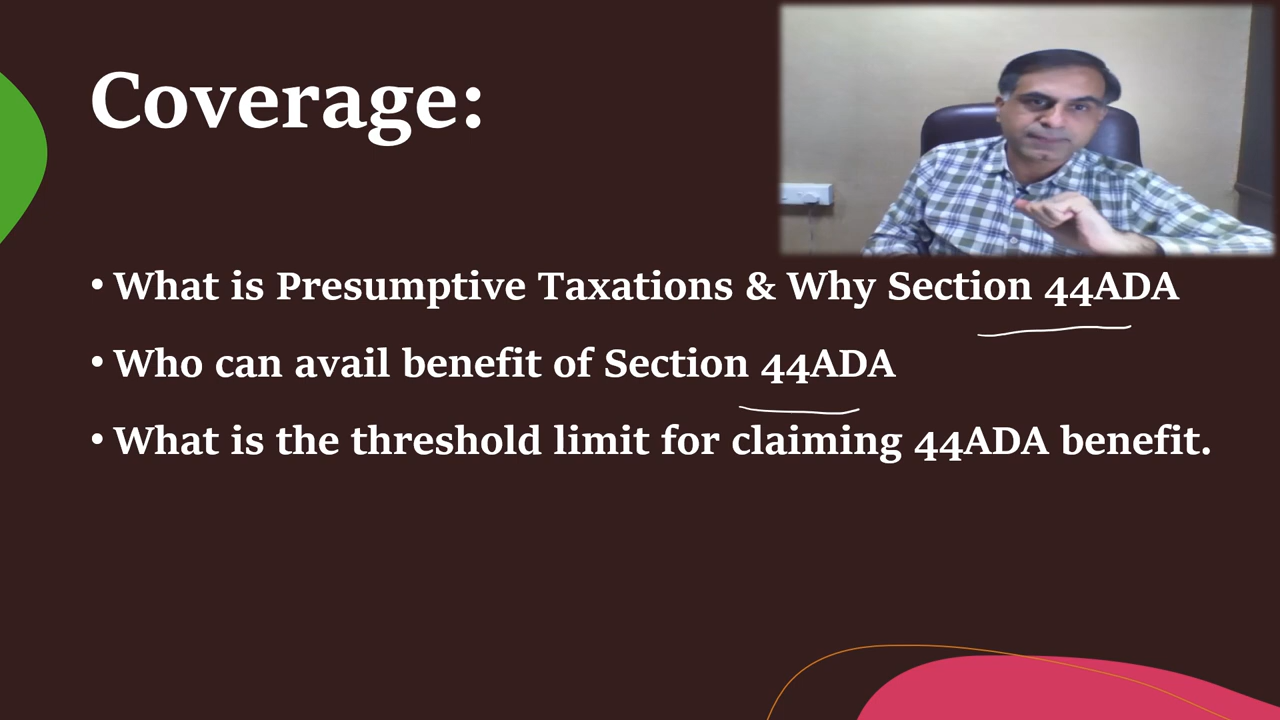 Coverage:
• What is Presumptive Taxations & Why Section 44ADA
• Who can avail benefit of Section 44ADA
• What is the threshold limit for claiming 44ADA benefit.